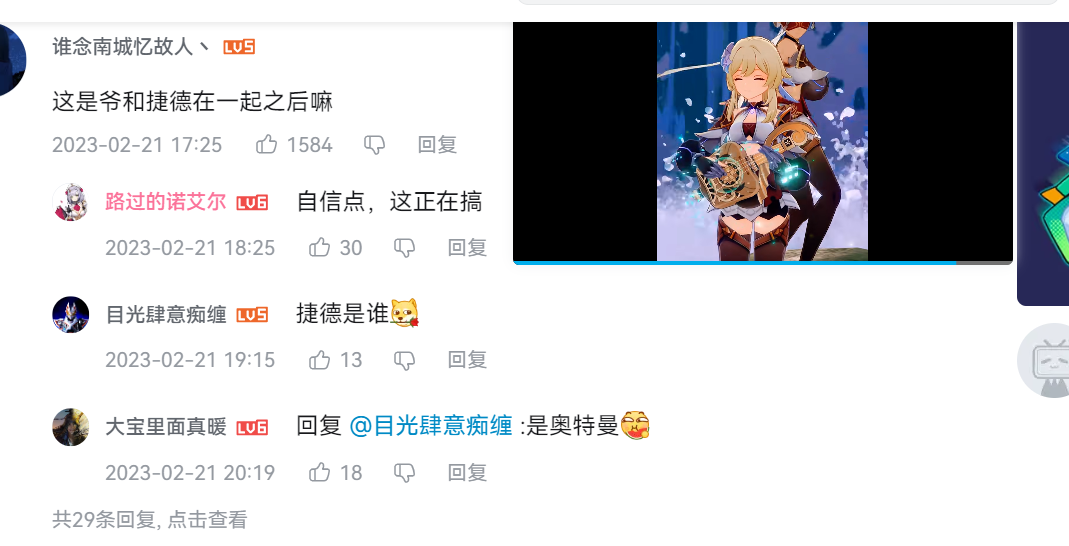 谁念南城忆故人丶 LV5
这是爷和捷德在一起之后嘛
2023-02-21 17:25 1584 回复
路过的诺艾尔 LV6 自信点，这正在搞
2023-02-21 18:25 30 回复
目光肆意痴缠 LV5 捷德是谁
2023-02-21 19:15 13 回复
大宝里面真暖 LV6 回复 @目光肆意痴缠 :是奥特曼
2023-02-21 20:19 18 回复
共29条回复, 点击查看